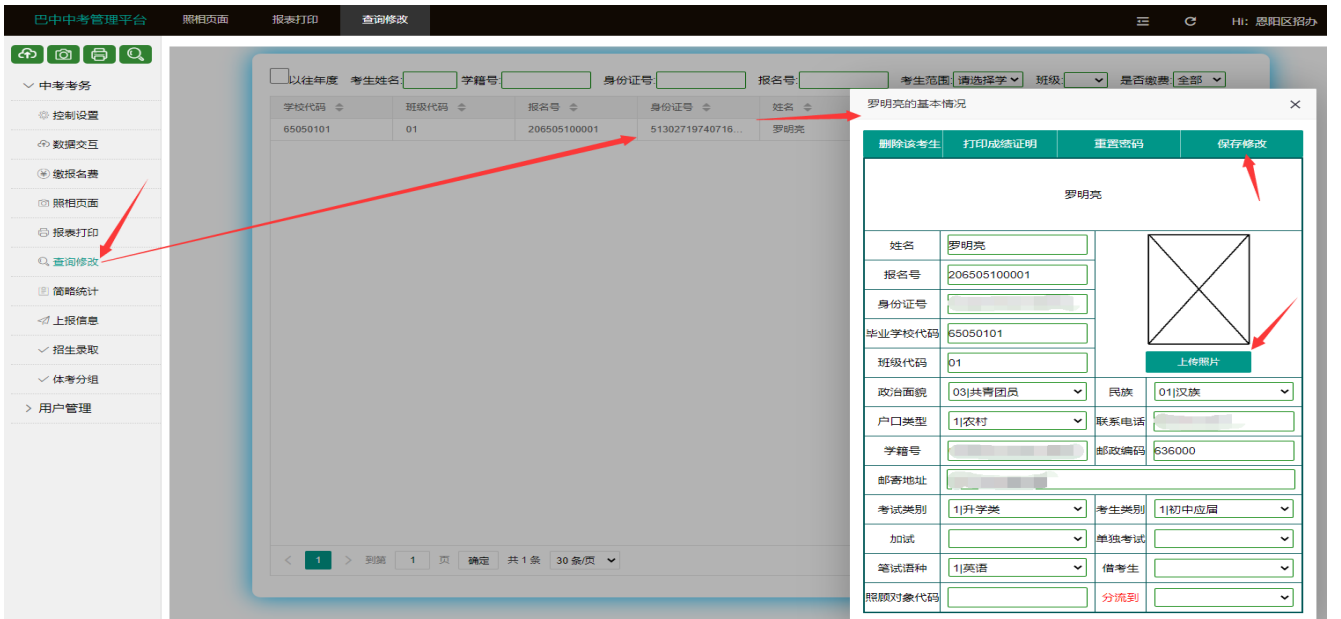 巴中中考管理平台 照相页面 报表打印 查询修改 Hi: 恩阳区招办
中考考务
控制设置
数据交互
缴报名费
照相页面
报表打印
查询修改
简略统计
上报信息
招生录取
体考分组
用户管理
以往年度 考生姓名: 学籍号: 身份证号: 报名号: 考生范围: 请选择学 班级: 是否缴费: 全部
学校代码 班级代码 报名号 身份证号 姓名
65050101 01 206505100001 51302719740716... 罗明亮
< 1 > 到第 1 页 确定 共 1 条 30 条/页
罗明亮的基本情况 ×
删除该考生 打印成绩证明 重置密码 保存修改
罗明亮
姓名 罗明亮
报名号 206505100001
身份证号
毕业学校代码 65050101
班级代码 01
上传照片
政治面貌 03|共青团员 民族 01|汉族
户口类型 1|农村 联系电话
学籍号 邮政编码 636000
邮寄地址
考试类别 1|升学类 考生类别 1|初中应届
加试 单独考试
笔试语种 1|英语 借考生
照顾对象代码 分流到